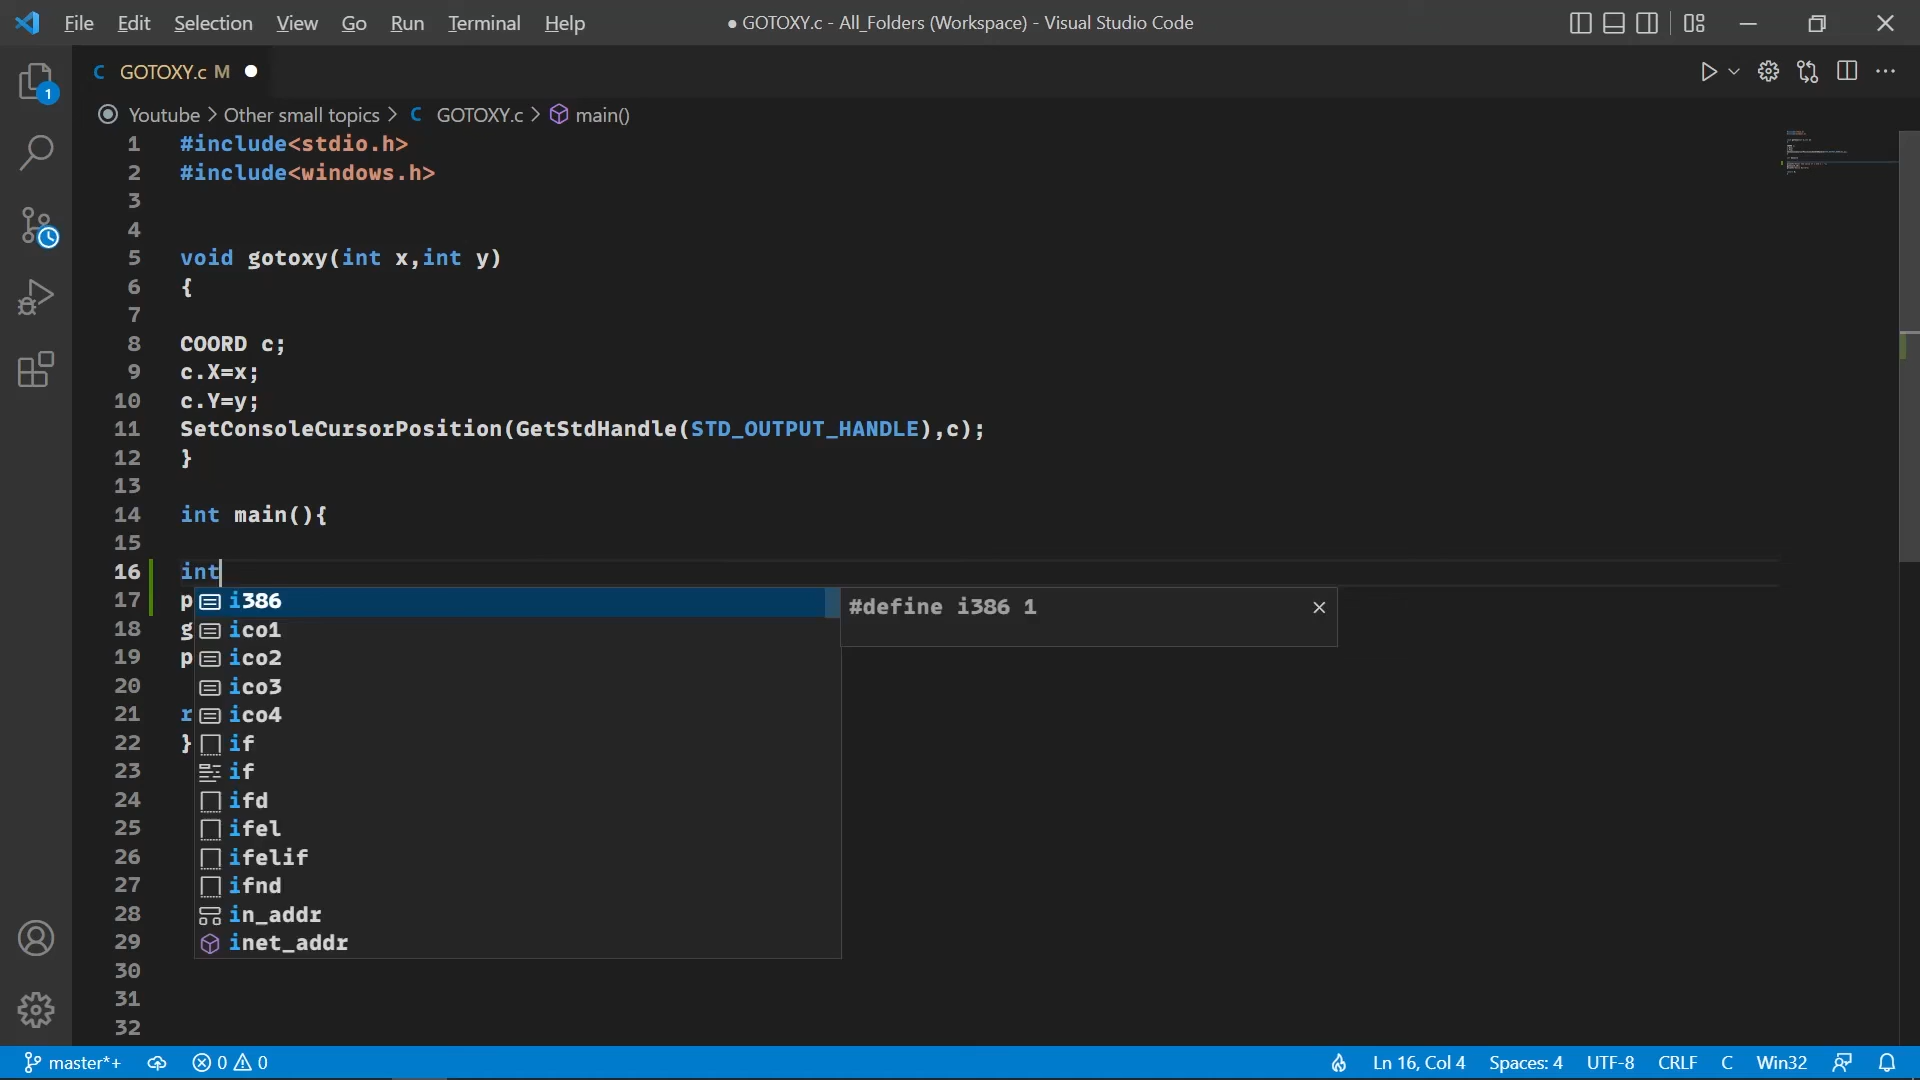 File Edit Selection View Go Run Terminal Help ● GOTOXY.c - All_Folders (Workspace) - Visual Studio Code
C GOTOXY.c M
1
Youtube > Other small topics > C GOTOXY.c > main()
1 #include<stdio.h>
2 #include<windows.h>
3
4
5 void gotoxy(int x,int y)
6 {
7
8 COORD c;
9 c.X=x;
10 c.Y=y;
11 SetConsoleCursorPosition(GetStdHandle(STD_OUTPUT_HANDLE),c);
12 }
13
14 int main(){
15
16 int
17 p i386 #define i386 1
18 g ico1
19 p ico2
20 ico3
21 r ico4
22 } if
23 if
24 ifd
25 ifel
26 ifelif
27 ifnd
28 in_addr
29 inet_addr
30
31
32
master*+ 0 0 Ln 16, Col 4 Spaces: 4 UTF-8 CRLF C Win32